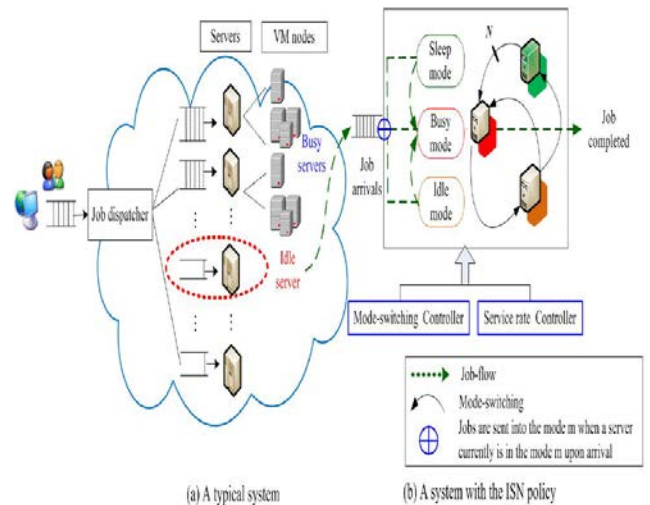 Servers
VM nodes
Busy
servers
Job dispatcher
Idle
server
(a) A typical system
Sleep
mode
N
Busy
mode
Job
arrivals
Idle
mode
Job
completed
Mode-switching Controller
Service rate Controller
Job-flow
Mode-switching
Jobs are sent into the mode m when a server
currently is in the mode m upon arrival
(b) A system with the ISN policy